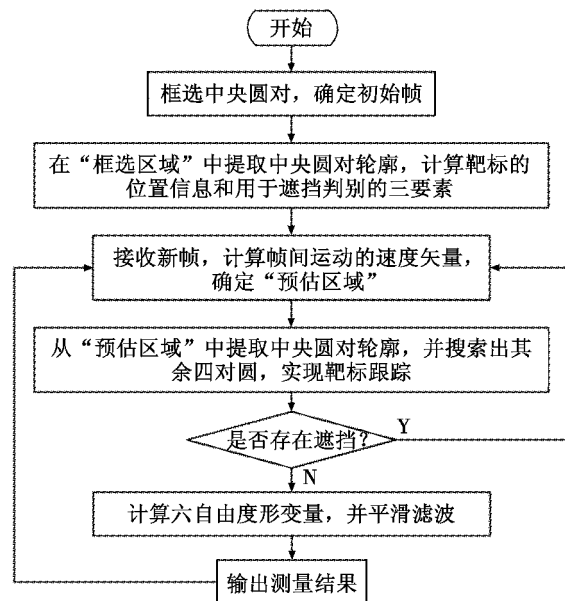 开始
框选中央圆对，确定初始帧
在“框选区域”中提取中央圆对轮廓，计算靶标的
位置信息和用于遮挡判别的三要素
接收新帧，计算帧间运动的速度矢量，
确定“预估区域”
从“预估区域”中提取中央圆对轮廓，并搜索出其
余四对圆，实现靶标跟踪
是否存在遮挡？
Y
N
计算六自由度形变量，并平滑滤波
输出测量结果